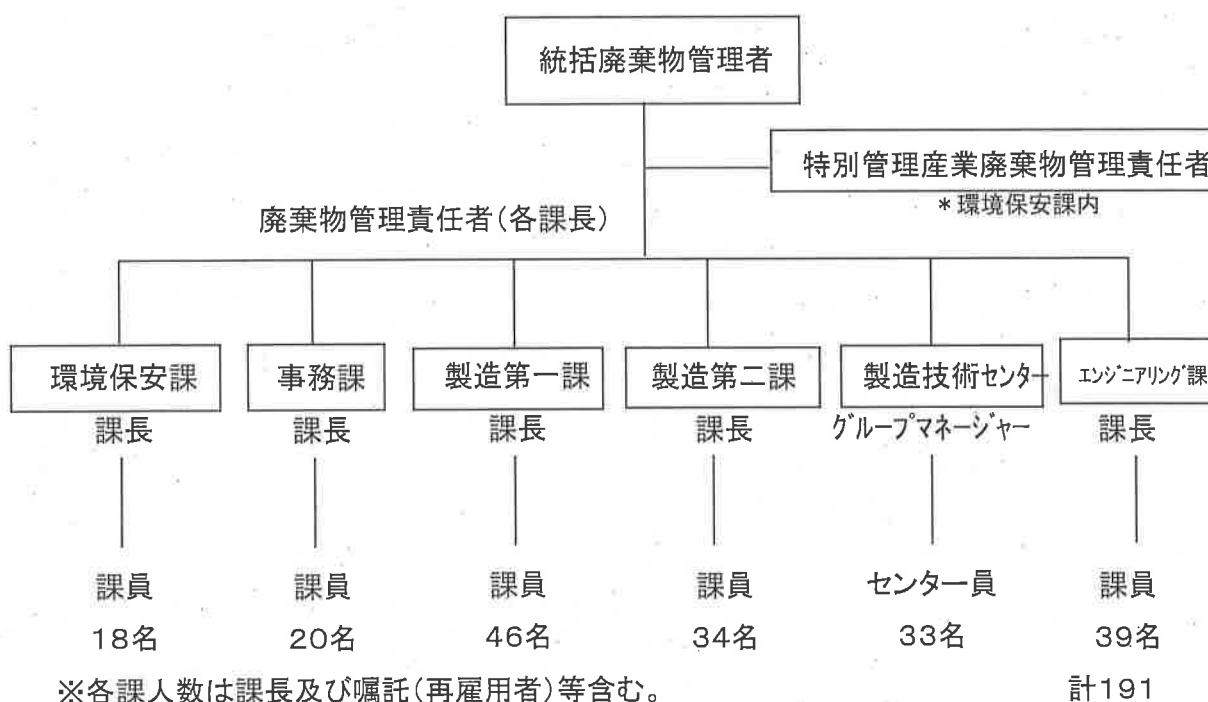 統括廃棄物管理者
特別管理産業廃棄物管理責任者
*環境保安課内
廃棄物管理責任者(各課長)
環境保安課 事務課 製造第一課 製造第二課 製造技術センター エンジニアリング課
課長 課長 課長 課長 グループマネージャー 課長
課員 課員 課員 課員 センター員 課員
18名 20名 46名 34名 33名 39名
※各課人数は課長及び嘱託(再雇用者)等含む。 計191